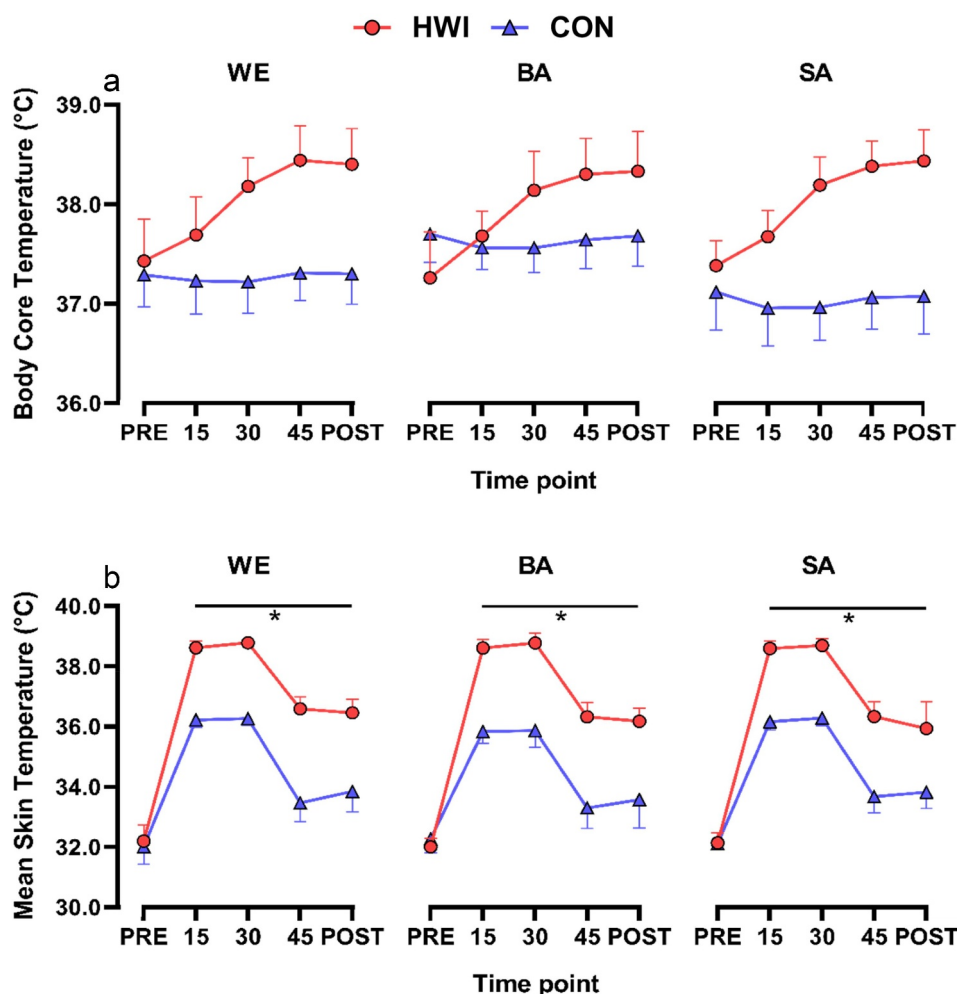 HWI CON
a
WE BA SA
Body Core Temperature (°C)
39.0
38.0
37.0
36.0
PRE 15 30 45 POST PRE 15 30 45 POST PRE 15 30 45 POST
Time point
b
WE BA SA
Mean Skin Temperature (°C)
40.0
* * *
38.0
36.0
34.0
32.0
30.0
PRE 15 30 45 POST PRE 15 30 45 POST PRE 15 30 45 POST
Time point